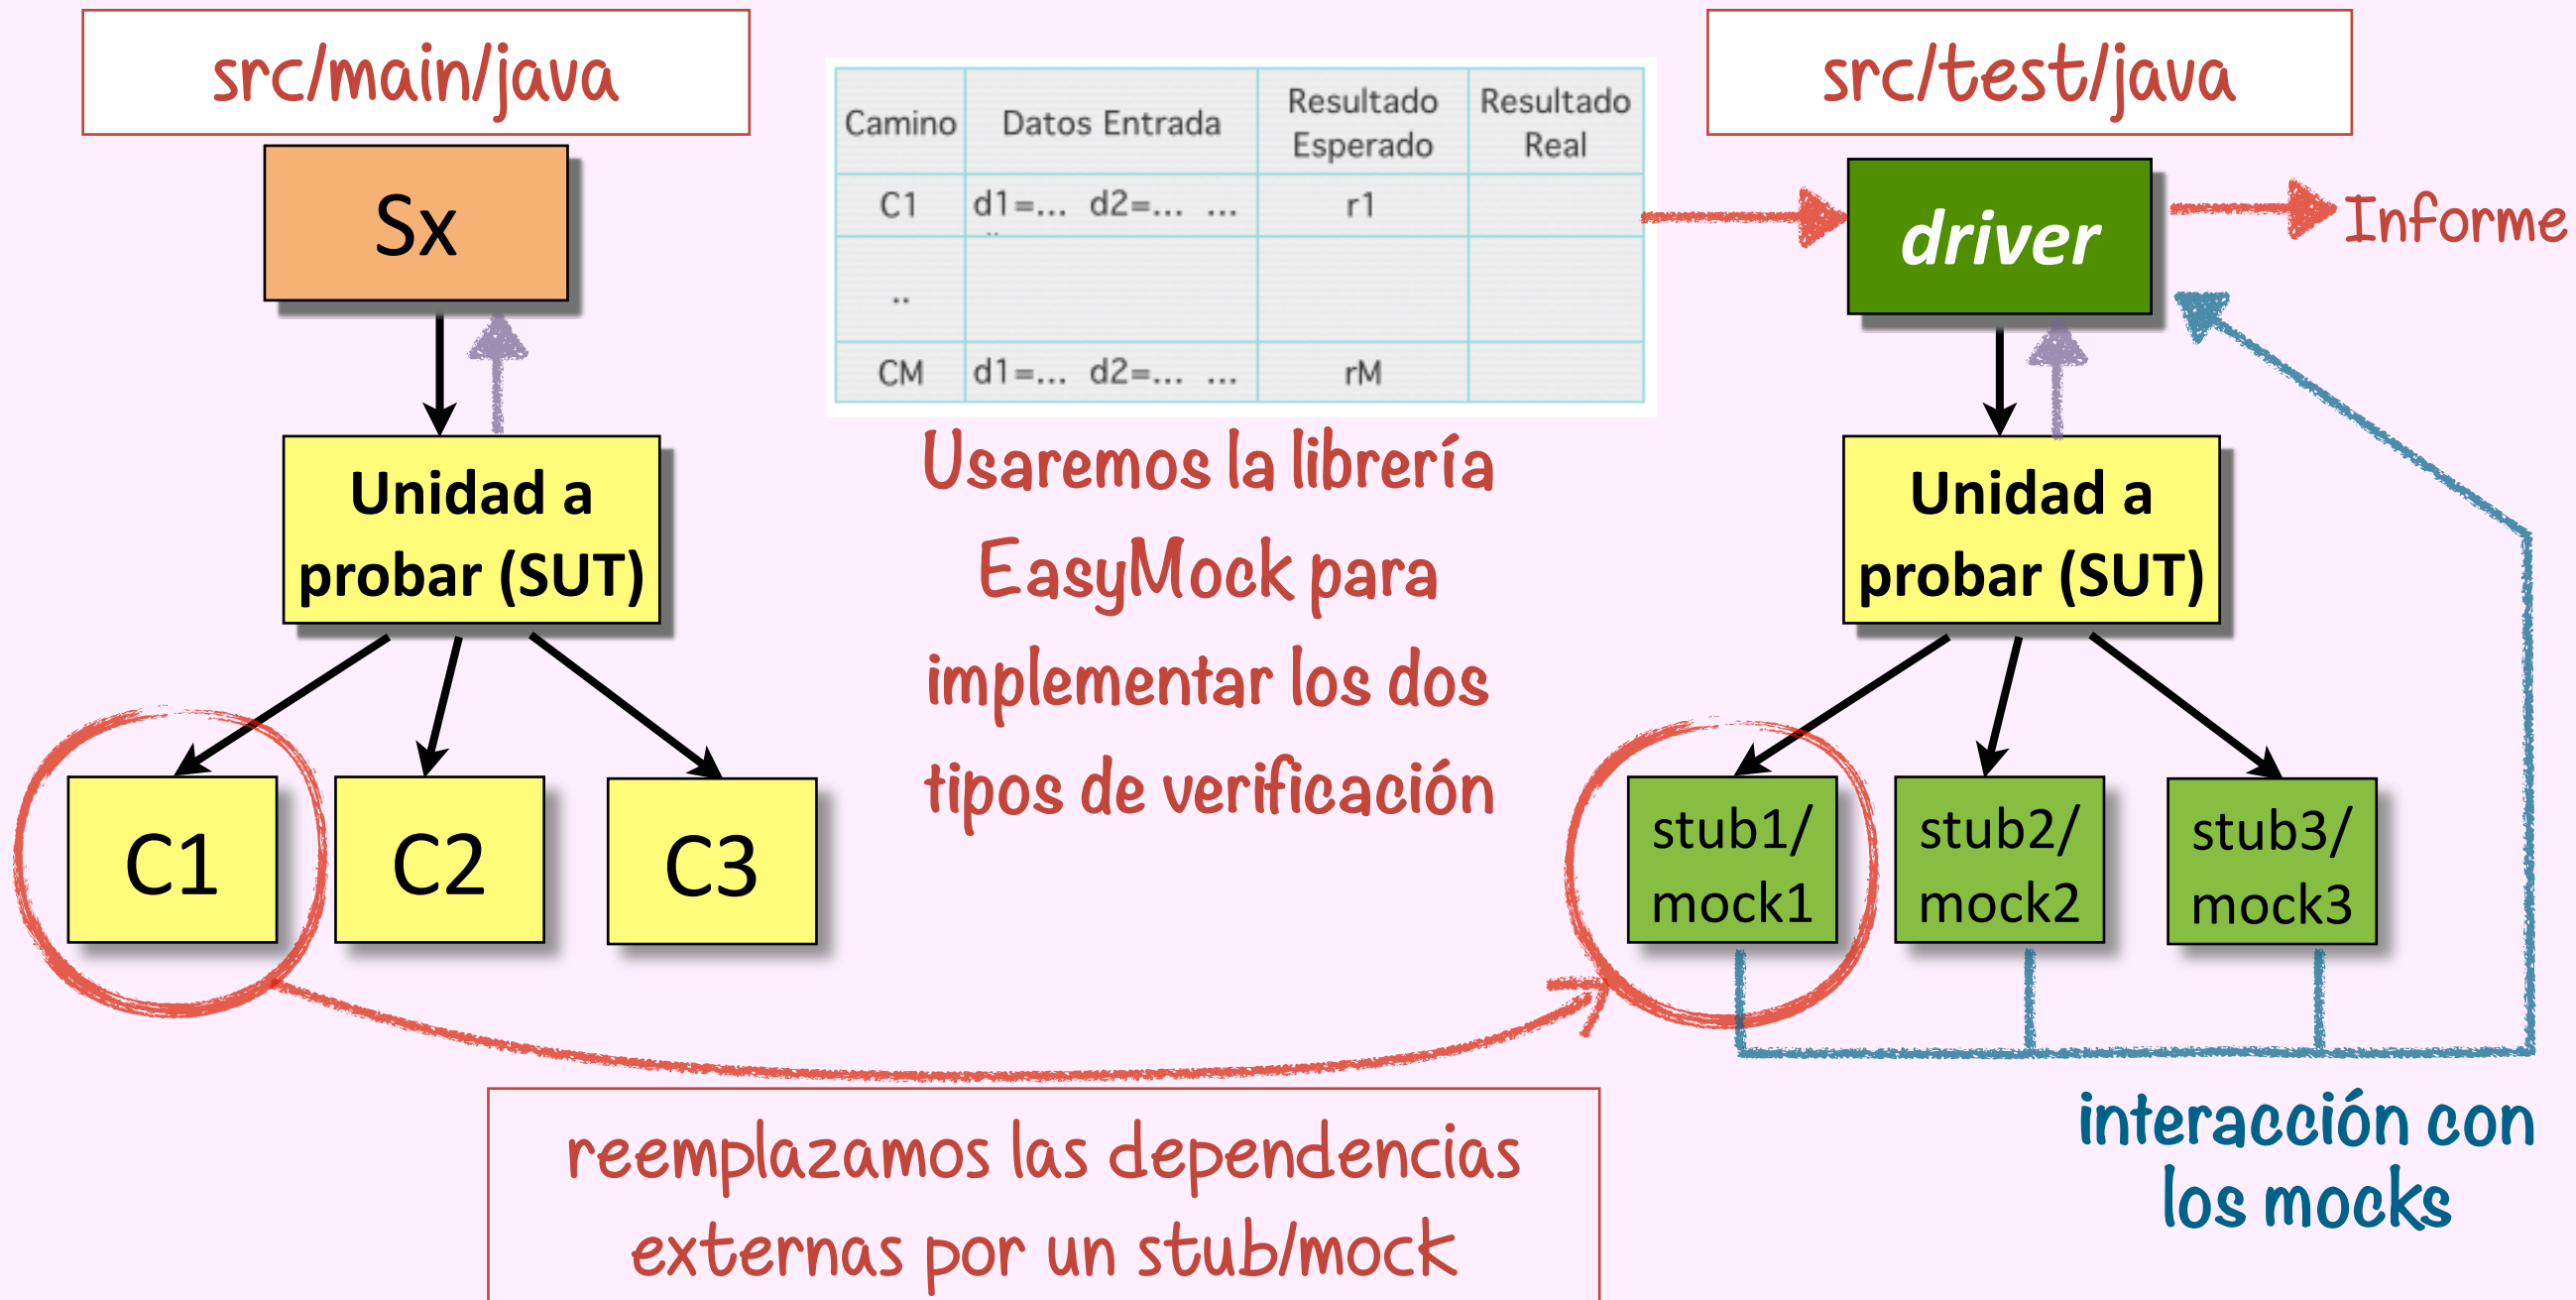 src/main/java
Sx
Unidad a
probar (SUT)
C1
C2
C3
Camino
Datos Entrada
Resultado
Esperado
Resultado
Real
C1
d1=... d2=... ...
..
r1
..
CM
d1=... d2=... ...
rM
Usaremos la librería
EasyMock para
implementar los dos
tipos de verificación
src/test/java
driver
Informe
Unidad a
probar (SUT)
stub1/
mock1
stub2/
mock2
stub3/
mock3
interacción con
los mocks
reemplazamos las dependencias
externas por un stub/mock